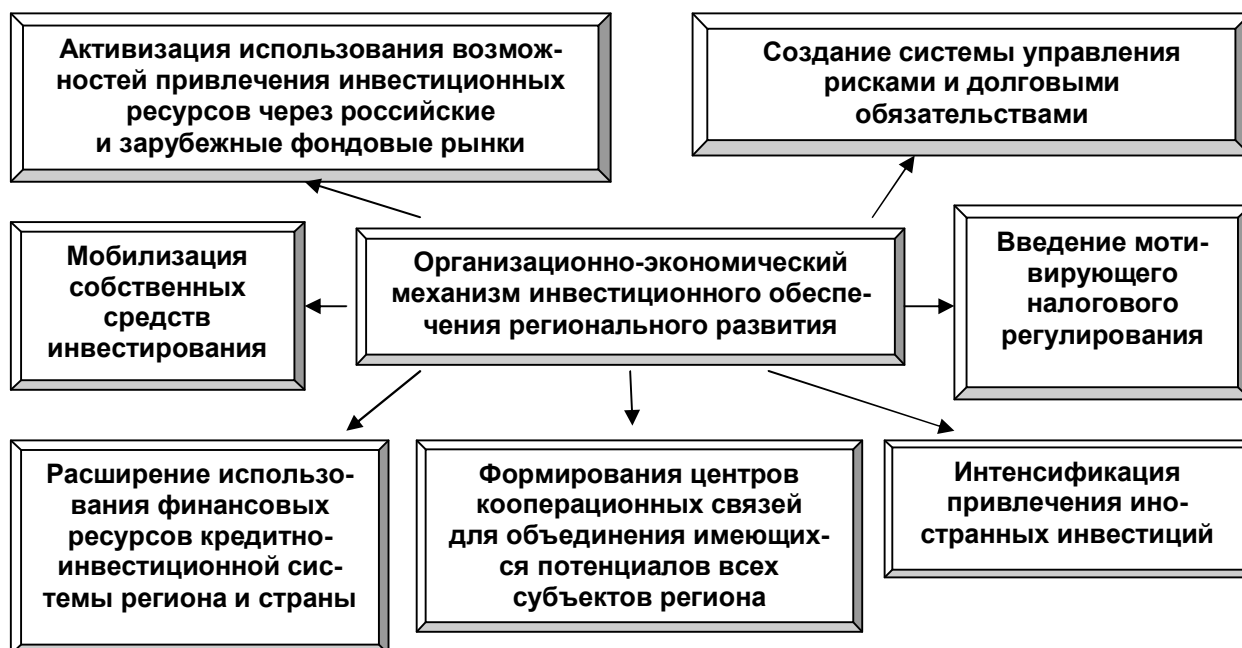 Активизация использования возмож-
ностей привлечения инвестиционных
ресурсов через российские
и зарубежные фондовые рынки
Создание системы управления
рисками и долговыми
обязательствами
Мобилизация
собственных
средств
инвестирования
Организационно-экономический
механизм инвестиционного обеспе-
чения регионального развития
Введение моти-
вирующего
налогового
регулирования
Расширение использо-
вания финансовых
ресурсов кредитно-
инвестиционной сис-
темы региона и страны
Формирования центров
кооперационных связей
для объединения имеющих-
ся потенциалов всех
субъектов региона
Интенсификация
привлечения ино-
странных инвестиций